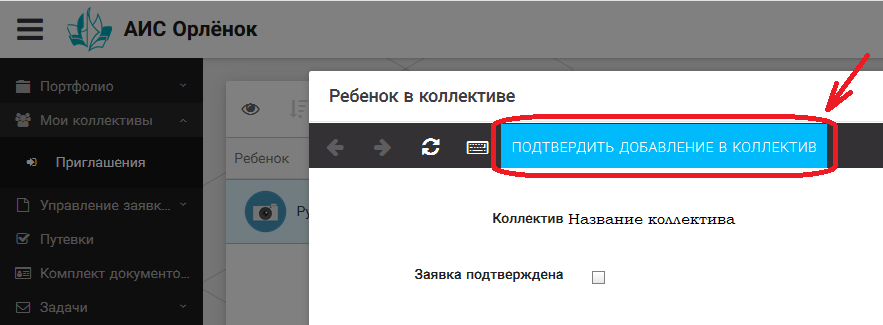 АИС Орлёнок
Портфолио
Мои коллективы
Приглашения
Управление заявк...
Путевки
Комплект документо...
Задачи
Ребенок
Ребенок в коллективе
ПОДТВЕРДИТЬ ДОБАВЛЕНИЕ В КОЛЛЕКТИВ
Коллектив Название коллектива
Заявка подтверждена